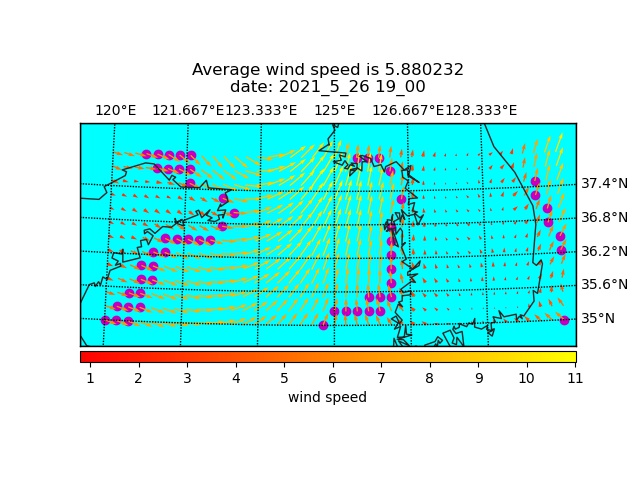 Average wind speed is 5.880232
date: 2021_5_26 19_00
120°E 121.667°E 123.333°E 125°E 126.667°E 128.333°E
37.4°N
36.8°N
36.2°N
35.6°N
35°N
1 2 3 4 5 6 7 8 9 10 11
wind speed